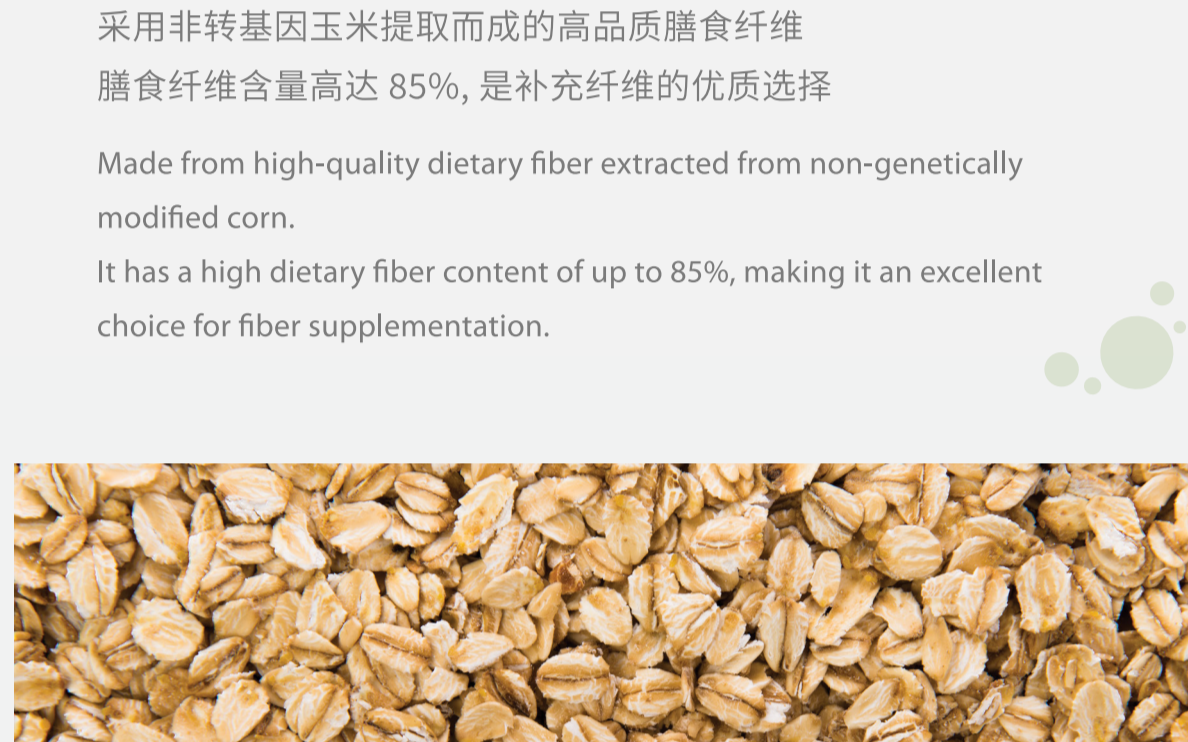 采用非转基因玉米提取而成的高品质膳食纤维
膳食纤维含量高达 85%, 是补充纤维的优质选择
Made from high-quality dietary fiber extracted from non-genetically
modified corn.
It has a high dietary fiber content of up to 85%, making it an excellent
choice for fiber supplementation.